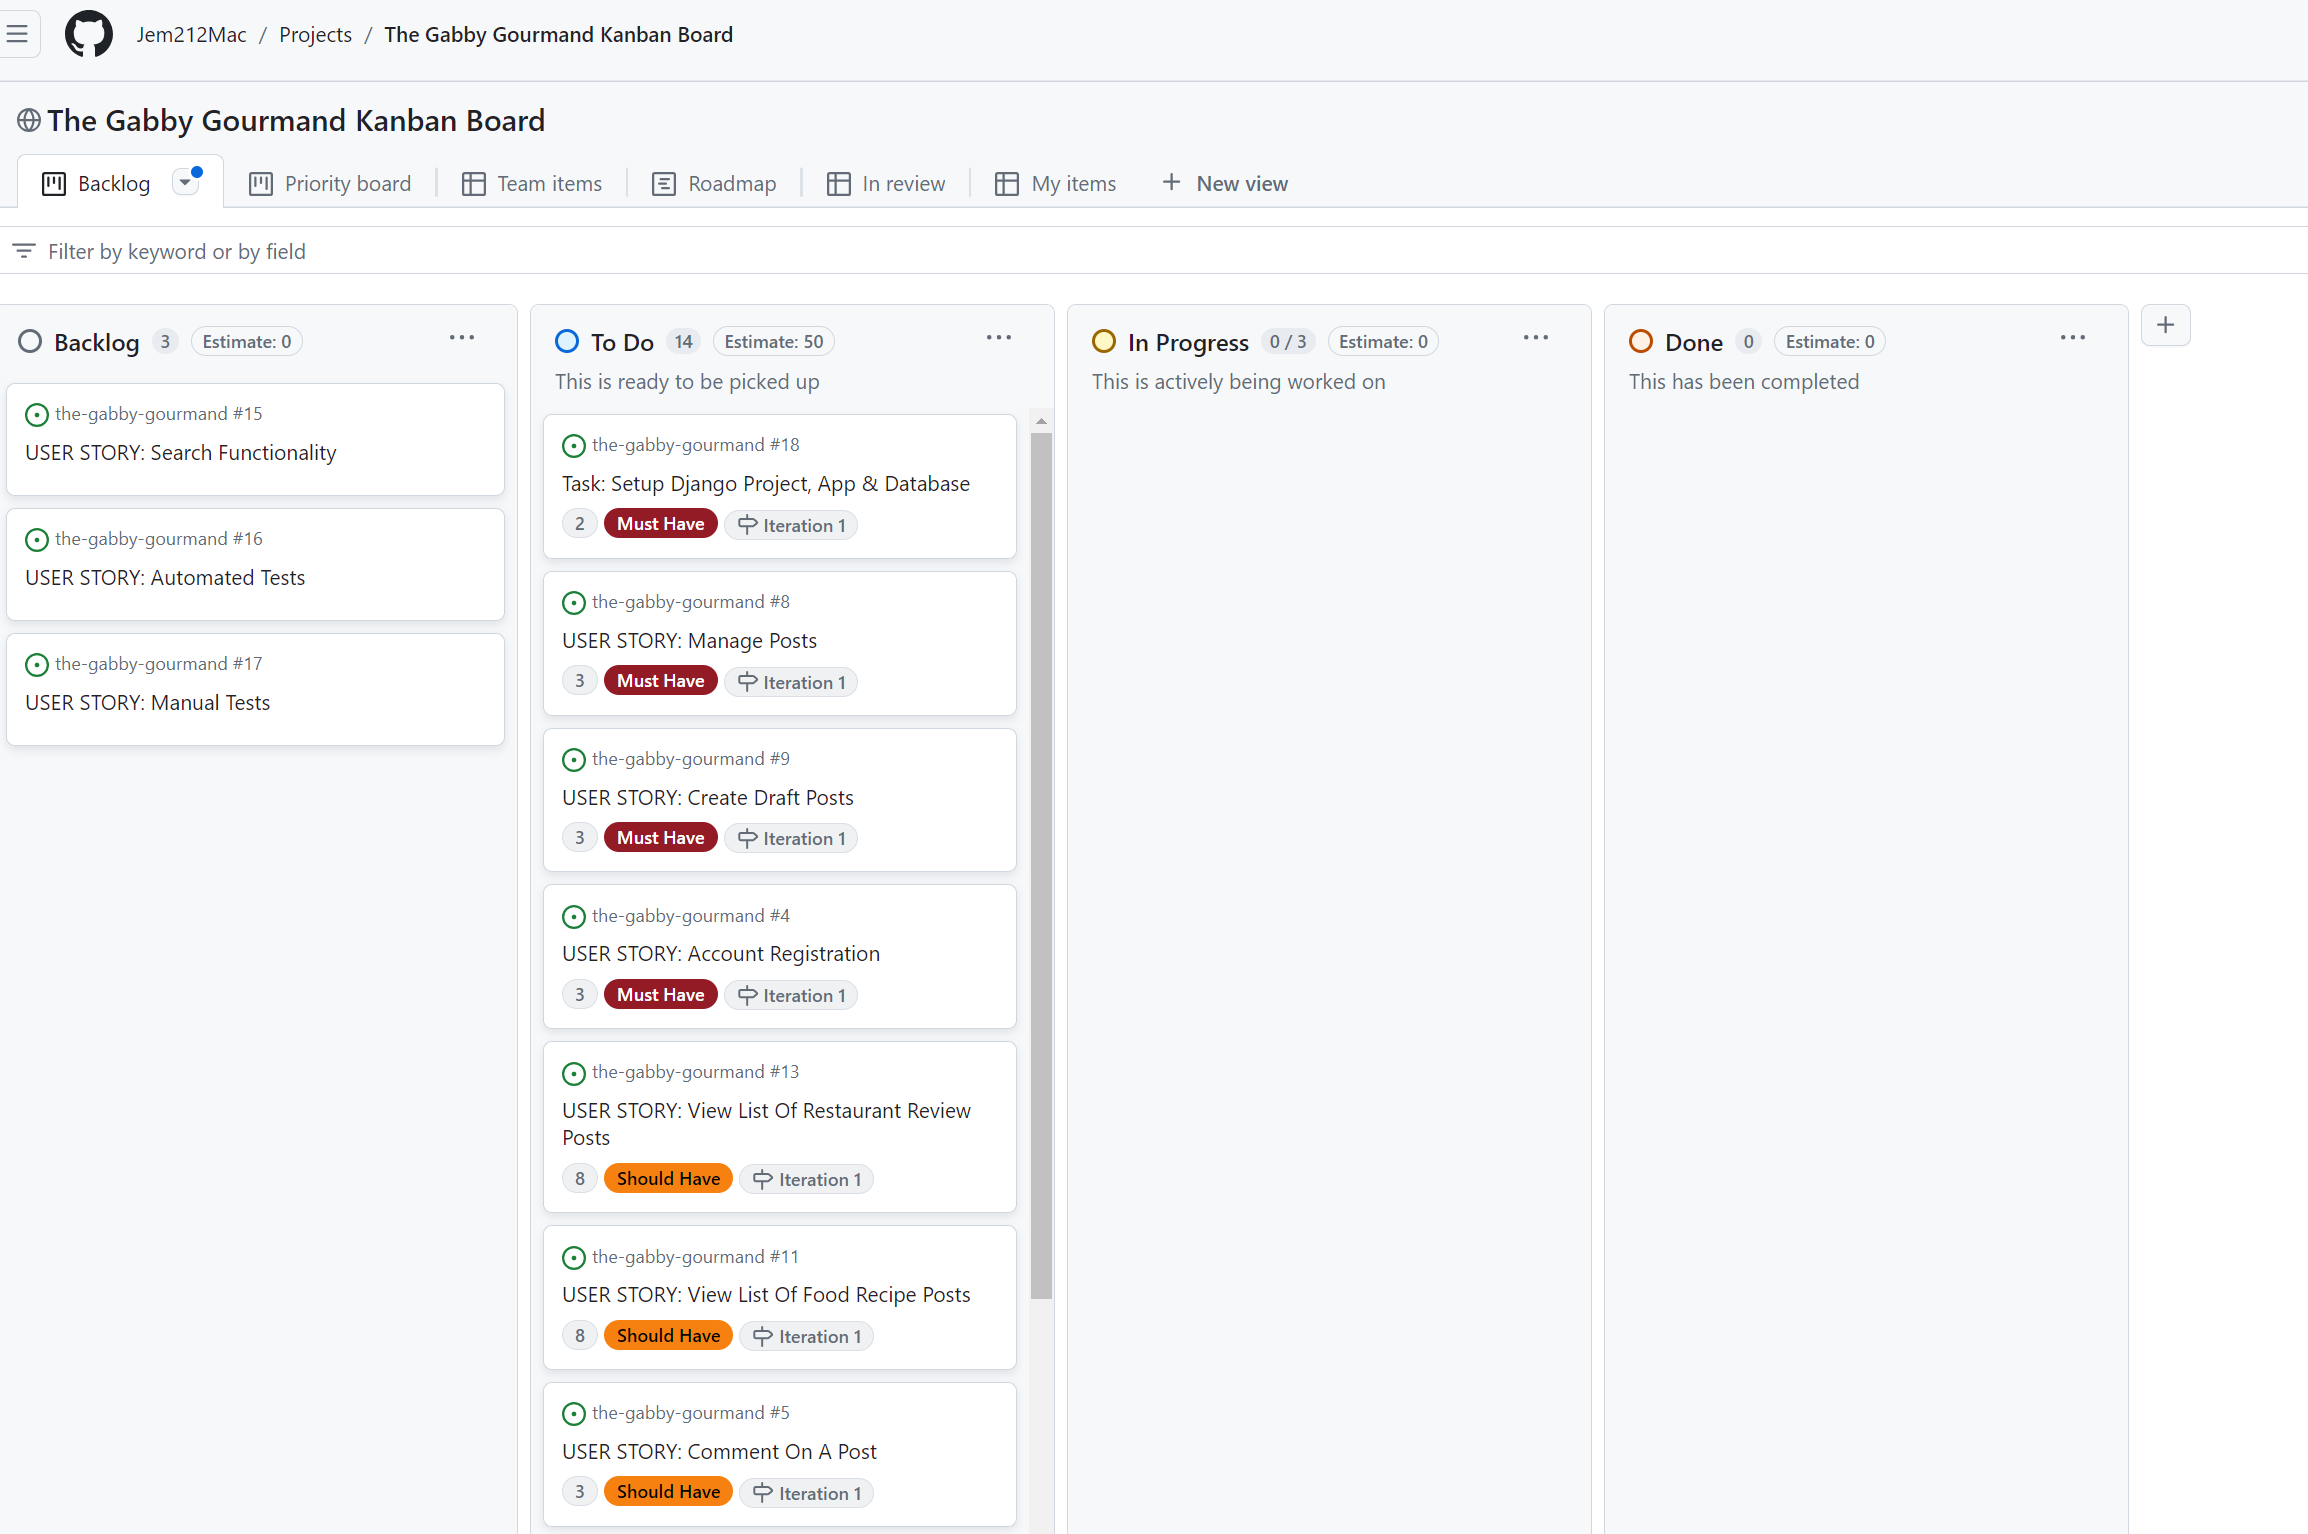 Jem212Mac / Projects / The Gabby Gourmand Kanban Board
The Gabby Gourmand Kanban Board
Backlog
Priority board
Team items
Roadmap
In review
My items
New view
Filter by keyword or by field
Backlog 3 Estimate: 0
the-gabby-gourmand #15
USER STORY: Search Functionality
the-gabby-gourmand #16
USER STORY: Automated Tests
the-gabby-gourmand #17
USER STORY: Manual Tests
To Do 14 Estimate: 50
This is ready to be picked up
the-gabby-gourmand #18
Task: Setup Django Project, App & Database
2 Must Have Iteration 1
the-gabby-gourmand #8
USER STORY: Manage Posts
3 Must Have Iteration 1
the-gabby-gourmand #9
USER STORY: Create Draft Posts
3 Must Have Iteration 1
the-gabby-gourmand #4
USER STORY: Account Registration
3 Must Have Iteration 1
the-gabby-gourmand #13
USER STORY: View List Of Restaurant Review
Posts
8 Should Have Iteration 1
the-gabby-gourmand #11
USER STORY: View List Of Food Recipe Posts
8 Should Have Iteration 1
the-gabby-gourmand #5
USER STORY: Comment On A Post
3 Should Have Iteration 1
In Progress 0 / 3 Estimate: 0
This is actively being worked on
Done 0 Estimate: 0
This has been completed